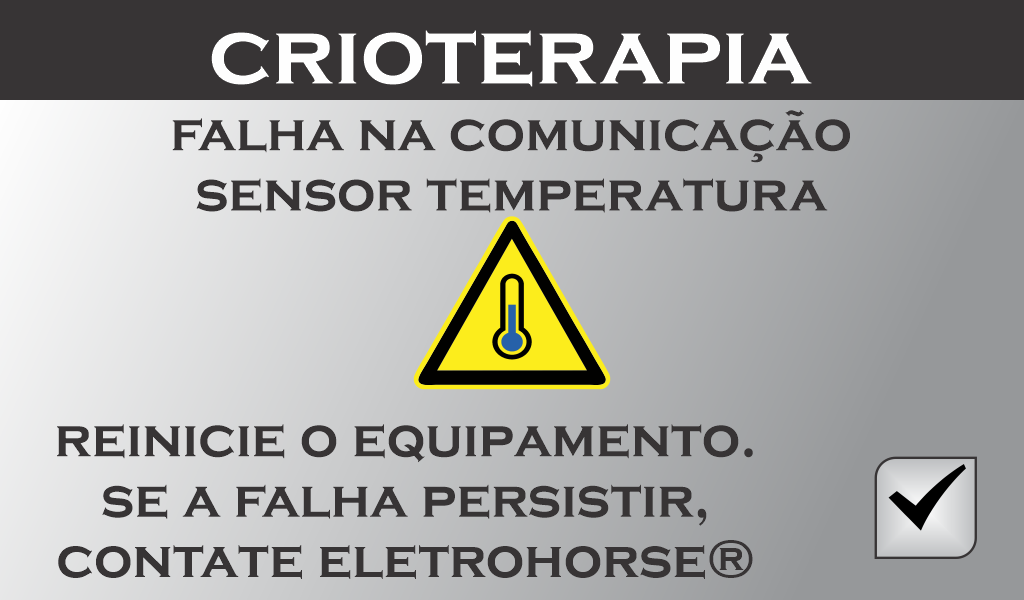 CRIOTERAPIA
FALHA NA COMUNICAÇÃO
SENSOR TEMPERATURA
REINICIE O EQUIPAMENTO.
SE A FALHA PERSISTIR,
CONTATE ELETROHORSE®